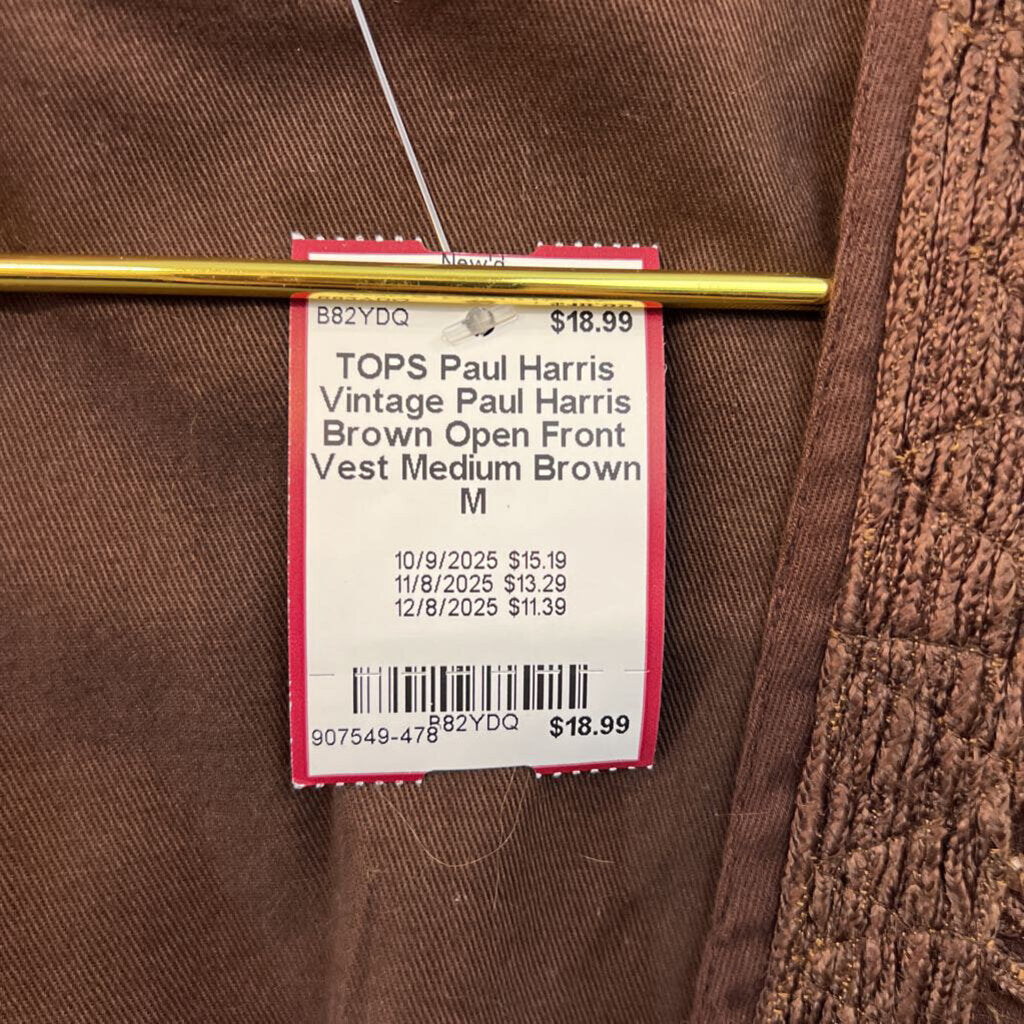 New'd
B82YDQ $18.99
TOPS Paul Harris
Vintage Paul Harris
Brown Open Front
Vest Medium Brown
M
10/9/2025 $15.19
11/8/2025 $13.29
12/8/2025 $11.39
B82YDQ $18.99
907549-478